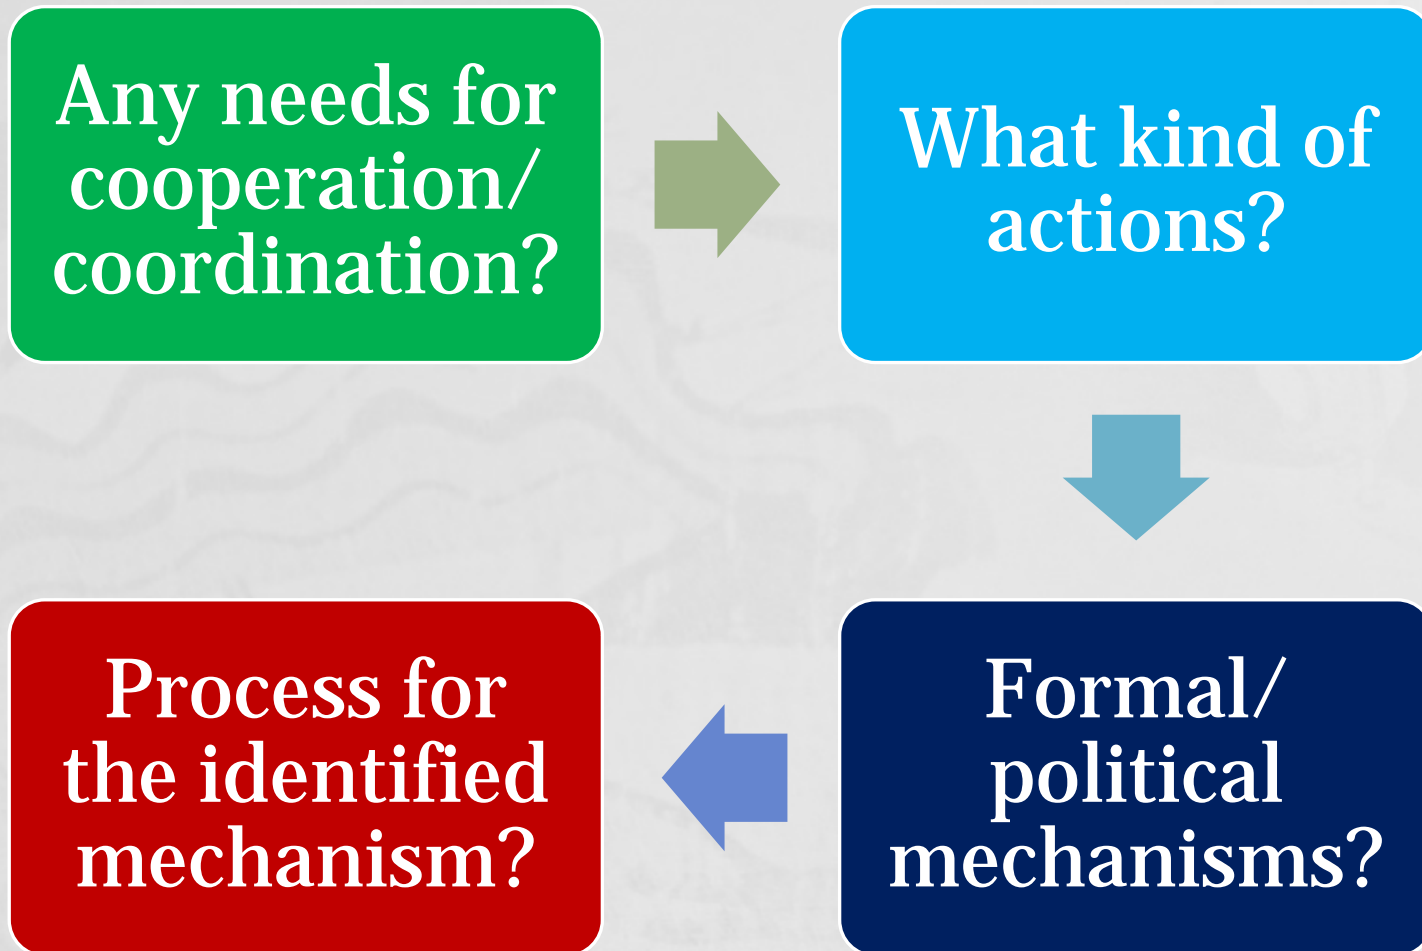 Any needs for
cooperation/
coordination?
What kind of
actions?
Formal/
political
mechanisms?
Process for
the identified
mechanism?